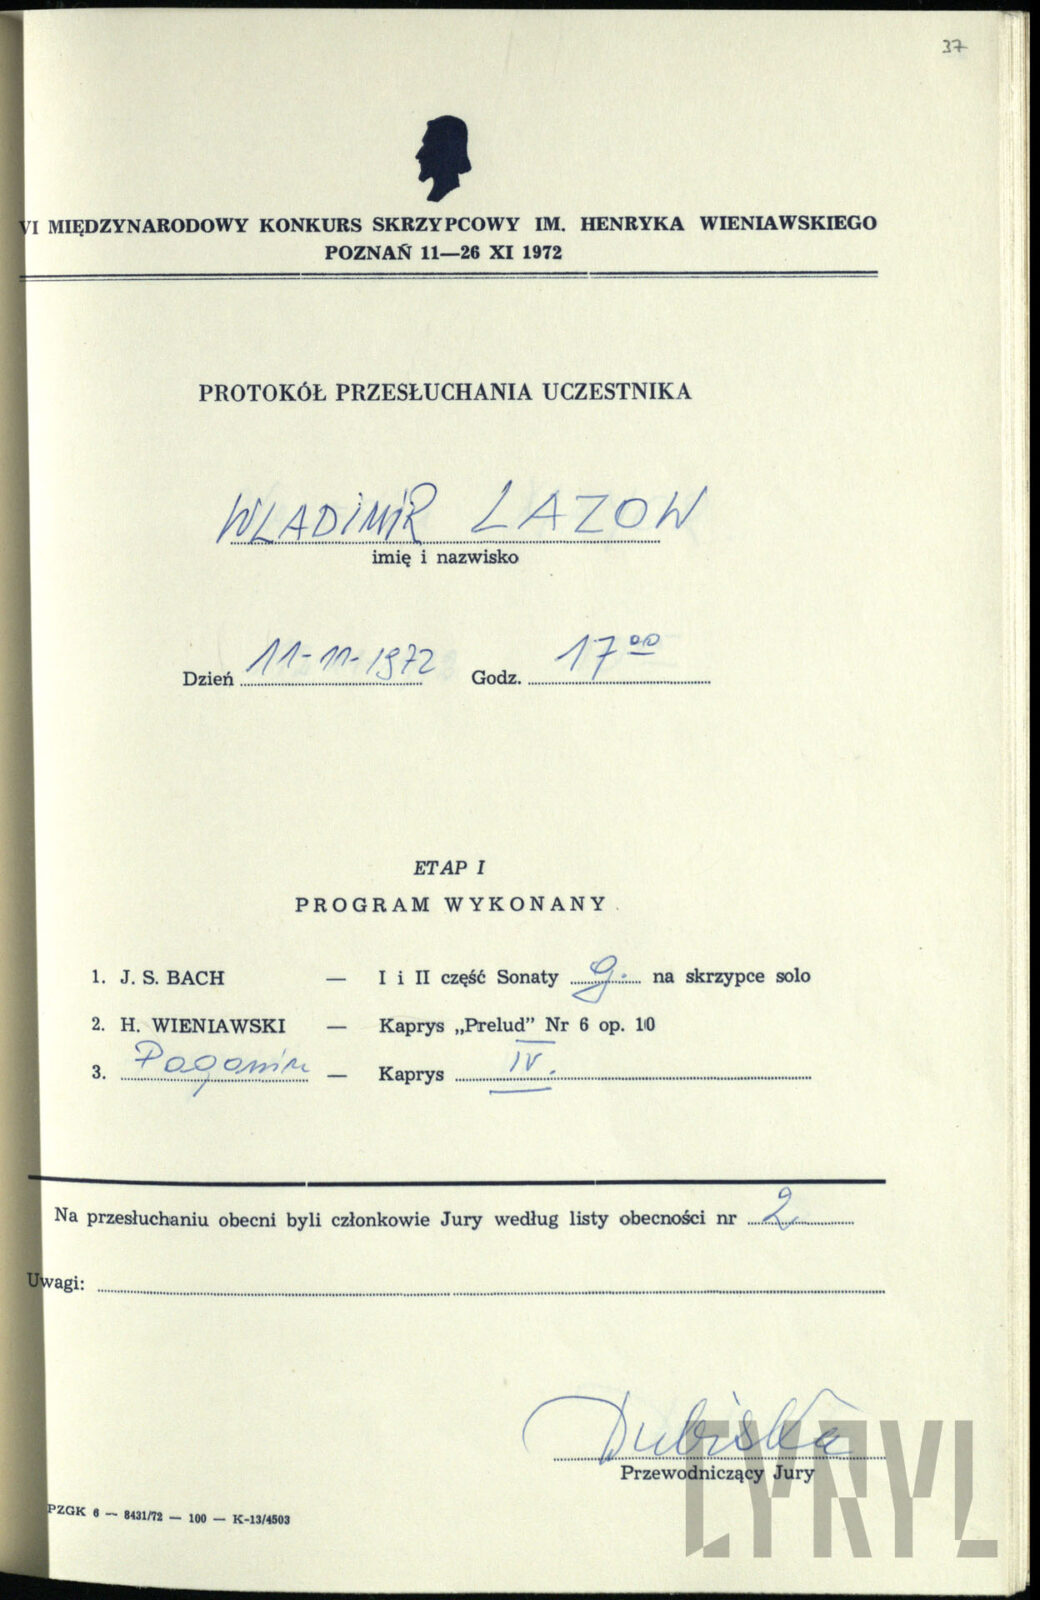 37
VI MIĘDZYNARODOWY KONKURS SKRZYPCOWY IM. HENRYKA WIENIAWSKIEGO
POZNAŃ 11—26 XI 1972
PROTOKÓŁ PRZESŁUCHANIA UCZESTNIKA
WLADIMIR LAZOW
imię i nazwisko
Dzień 11-11-1972 Godz. 17 00
ETAP I
PROGRAM WYKONANY
1. J. S. BACH — I i II część Sonaty g. na skrzypce solo
2. H. WIENIAWSKI — Kaprys „Prelud” Nr 6 op. 10
3. Paganini — Kaprys IV.
Na przesłuchaniu obecni byli członkowie Jury według listy obecności nr 2
Uwagi:
Dubiska
Przewodniczący Jury
PZGK 6 — 8431/72 — 100 — K-13/4503
CYRYL